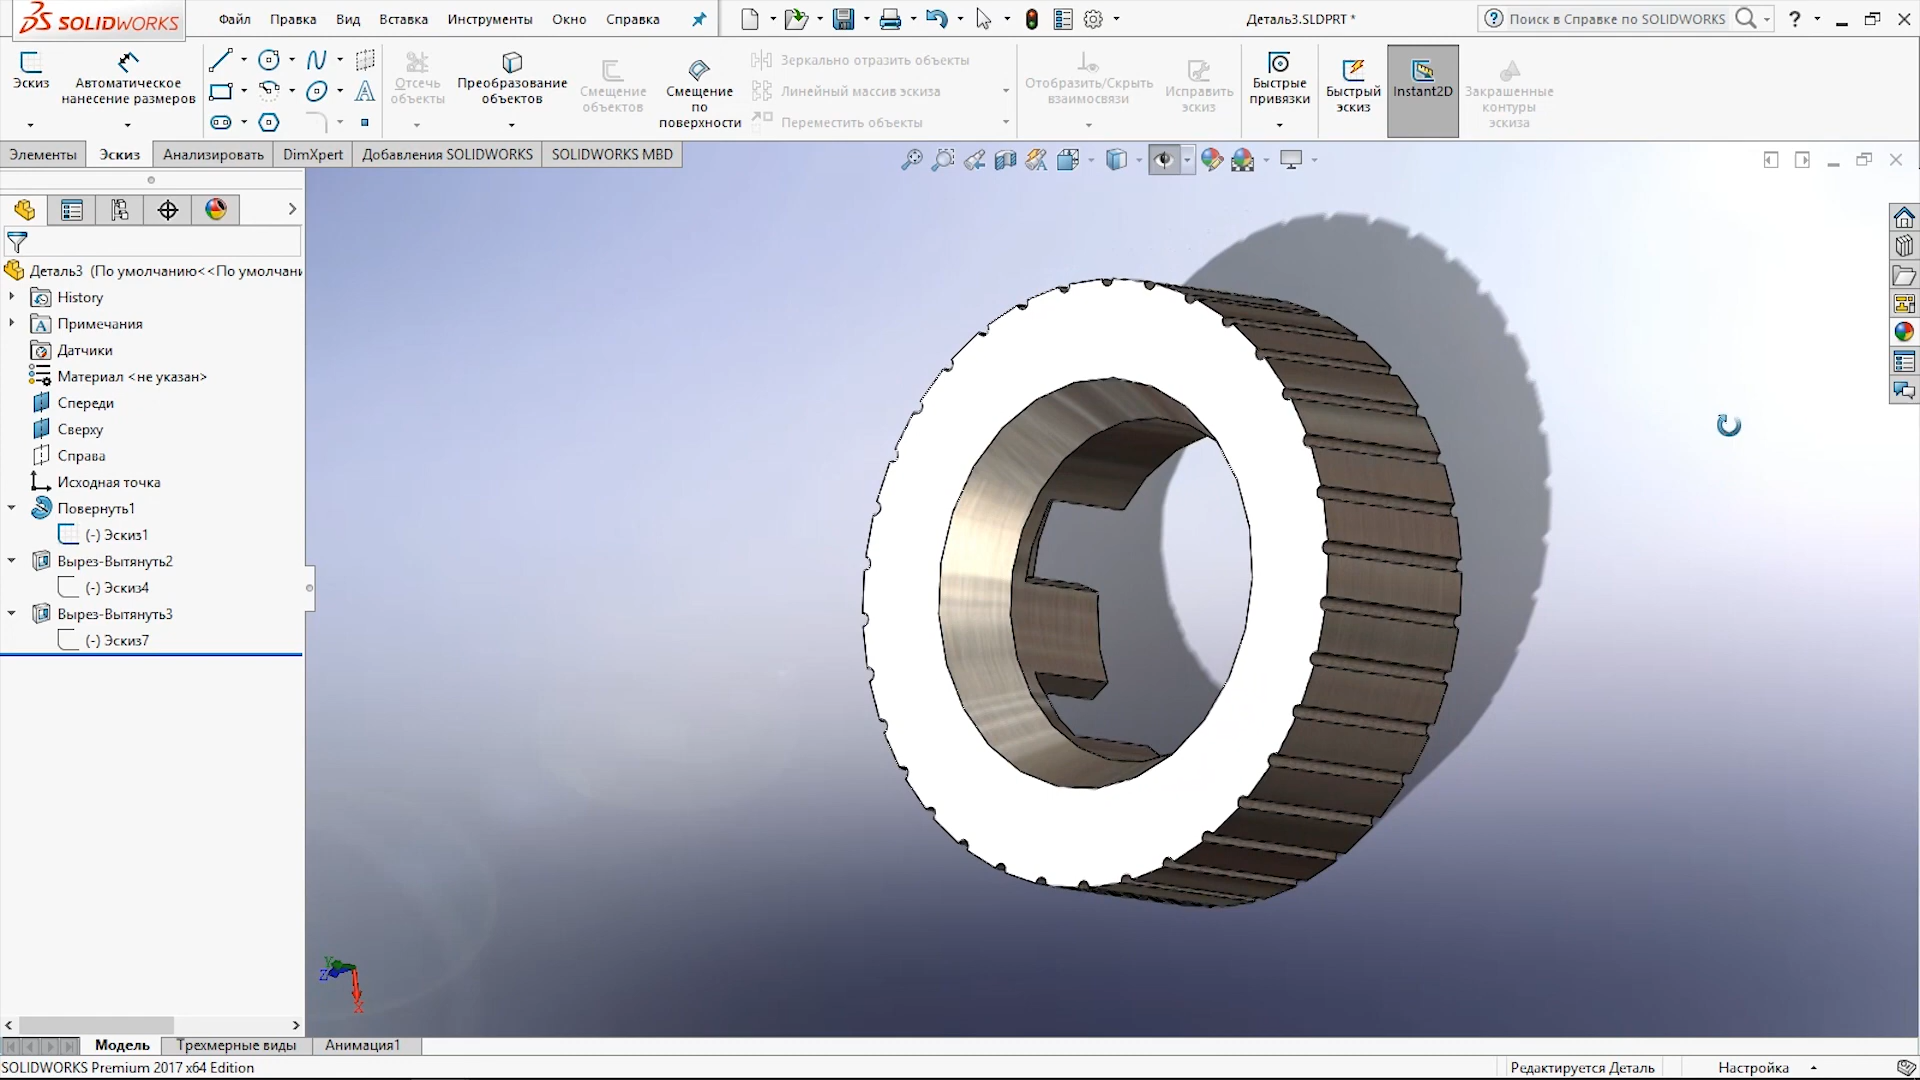 SOLIDWORKS
Файл Правка Вид Вставка Инструменты Окно Справка
Деталь3.SLDPRT *
Поиск в Справке по SOLIDWORKS
Эскиз
Автоматическое нанесение размеров
Отсечь объекты
Преобразование объектов
Смещение объектов
Смещение по поверхности
Зеркально отразить объекты
Линейный массив эскиза
Переместить объекты
Отобразить/Скрыть взаимосвязи
Исправить эскиз
Быстрые привязки
Быстрый эскиз
Instant2D
Закрашенные контуры эскиза
Элементы Эскиз Анализировать DimXpert Добавления SOLIDWORKS SOLIDWORKS MBD
Деталь3 (По умолчанию<<По умолчани
History
Примечания
Датчики
Материал <не указан>
Спереди
Сверху
Справа
Исходная точка
Повернуть1
(-) Эскиз1
Вырез-Вытянуть2
(-) Эскиз4
Вырез-Вытянуть3
(-) Эскиз7
Y
Z
X
Модель Трехмерные виды Анимация1
SOLIDWORKS Premium 2017 x64 Edition
Редактируется Деталь
Настройка